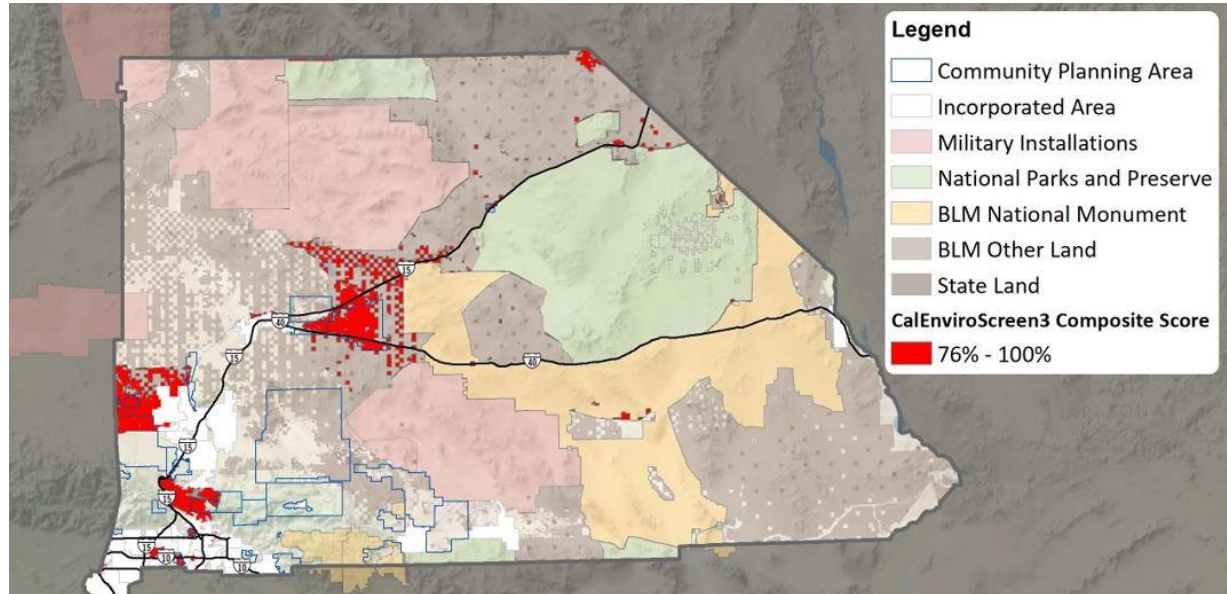 Legend
Community Planning Area
Incorporated Area
Military Installations
National Parks and Preserve
BLM National Monument
BLM Other Land
State Land
CalEnviroScreen3 Composite Score
76% - 100%
15
40
15
40
15
15
15
10
10